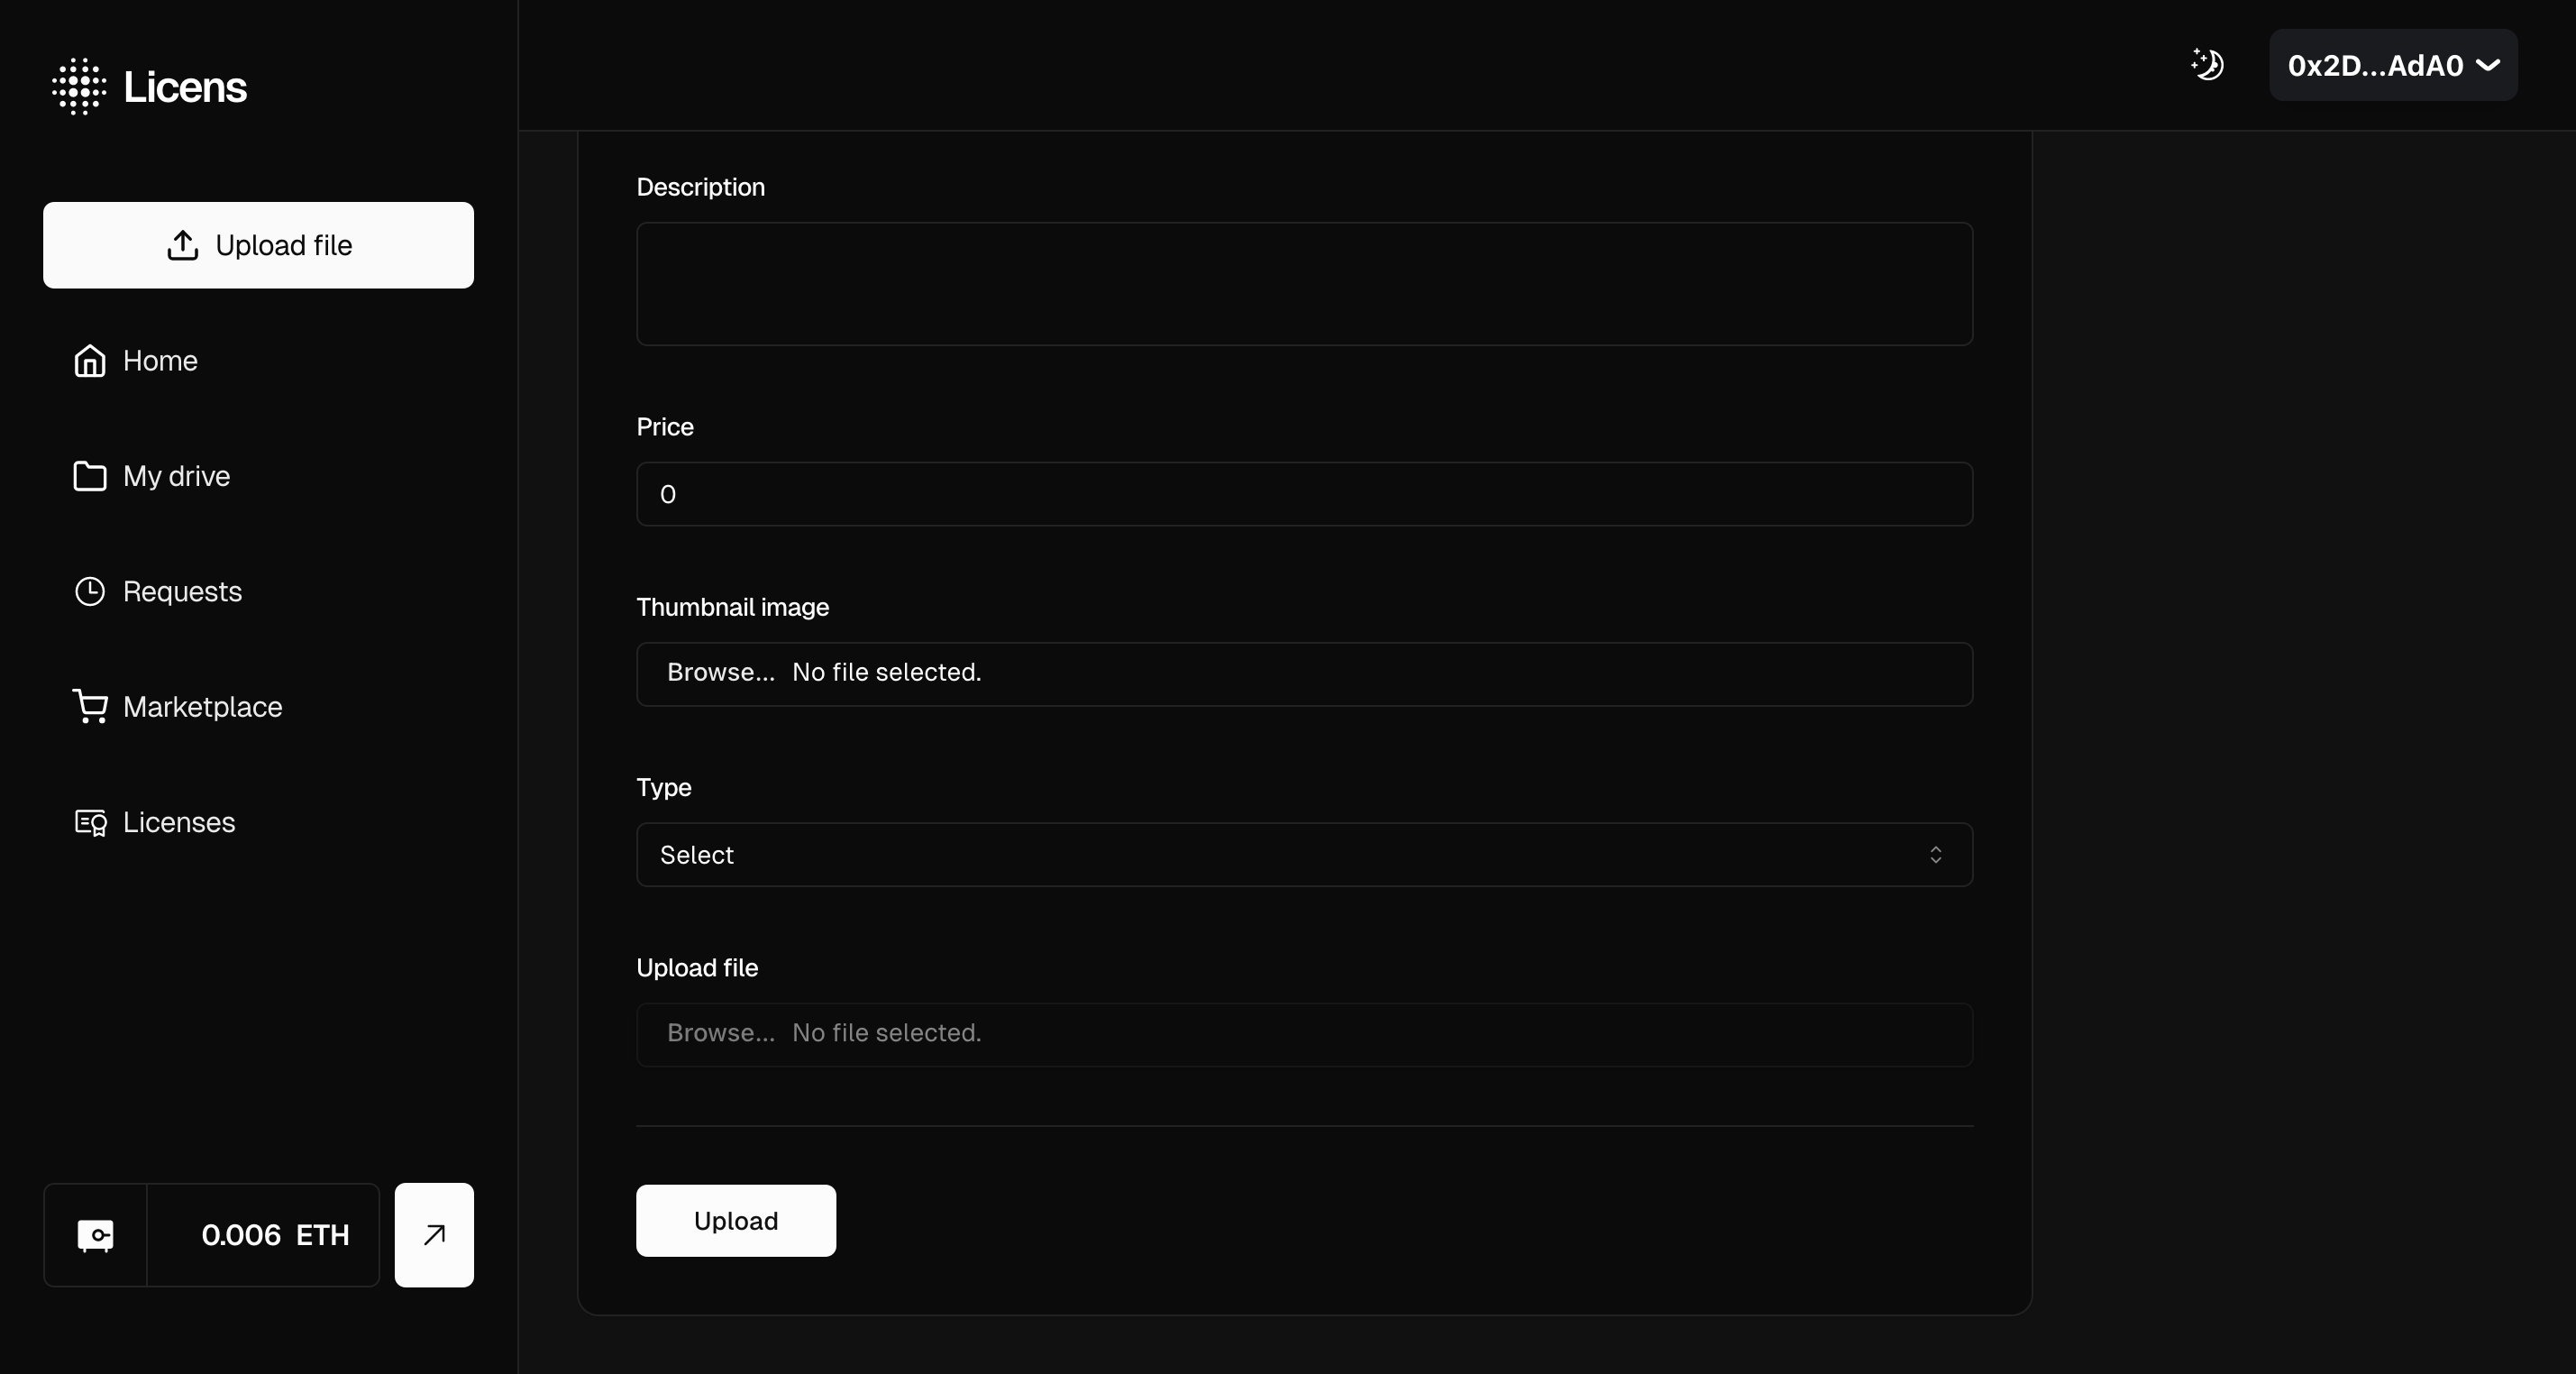 Licens
Upload file
Home
My drive
Requests
Marketplace
Licenses
0.006 ETH
0x2D...AdA0
Description
Price
0
Thumbnail image
Browse... No file selected.
Type
Select
Upload file
Browse... No file selected.
Upload